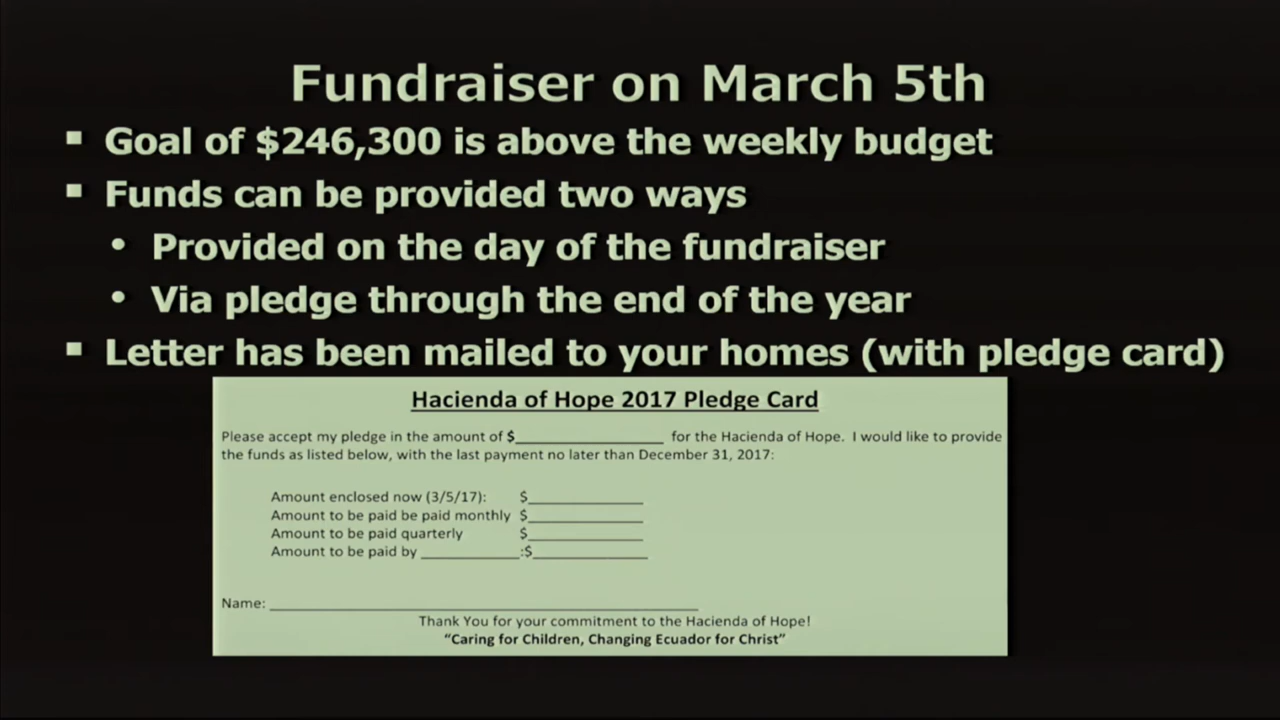 Fundraiser on March 5th
▪ Goal of $246,300 is above the weekly budget
▪ Funds can be provided two ways
• Provided on the day of the fundraiser
• Via pledge through the end of the year
▪ Letter has been mailed to your homes (with pledge card)
Hacienda of Hope 2017 Pledge Card
Please accept my pledge in the amount of $____________________ for the Hacienda of Hope. I would like to provide
the funds as listed below, with the last payment no later than December 31, 2017:
Amount enclosed now (3/5/17): $________________
Amount to be paid be paid monthly $________________
Amount to be paid quarterly $________________
Amount to be paid by ______________:$________________
Name: ____________________________________________________________
Thank You for your commitment to the Hacienda of Hope!
“Caring for Children, Changing Ecuador for Christ”